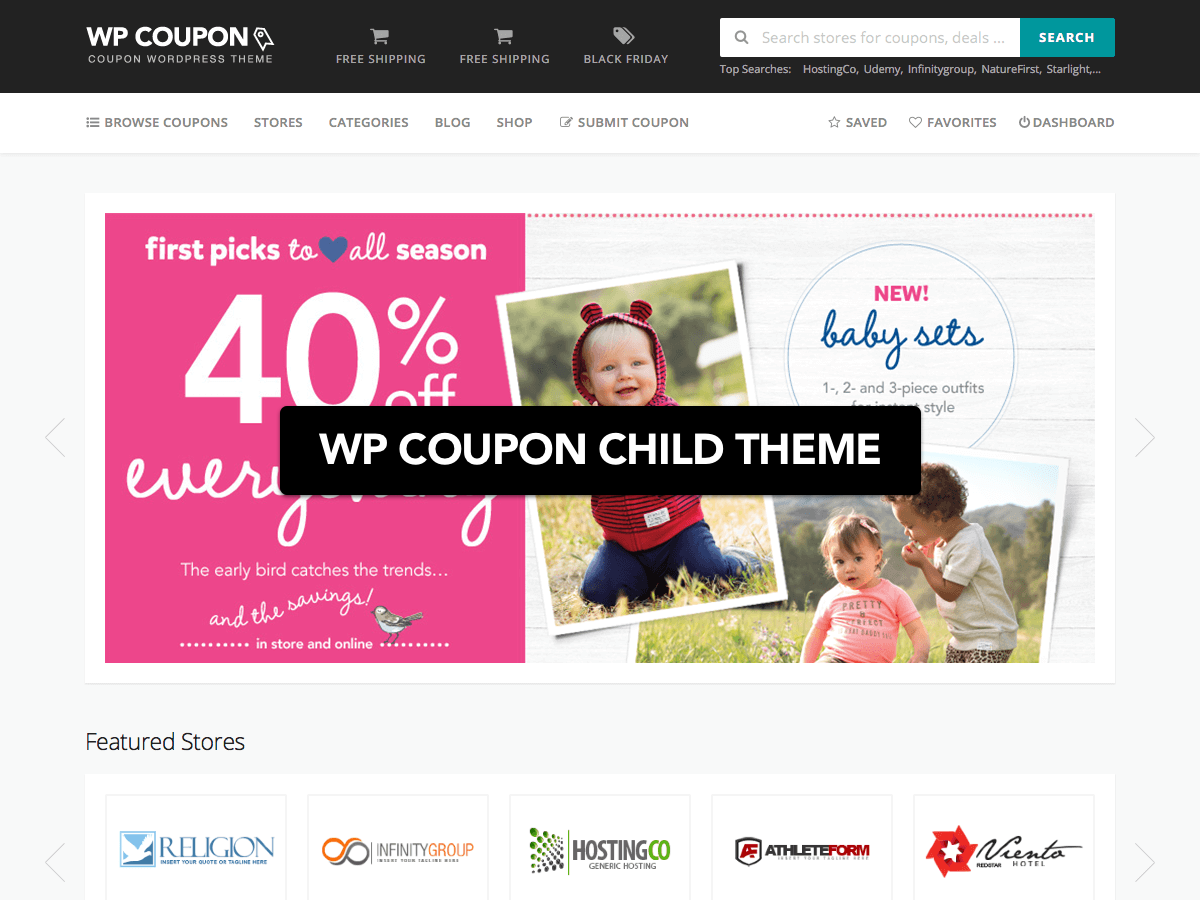 WP COUPON
COUPON WORDPRESS THEME
FREE SHIPPING
FREE SHIPPING
BLACK FRIDAY
Search stores for coupons, deals ...
SEARCH
Top Searches: HostingCo, Udemy, Infinitygroup, NatureFirst, Starlight,...
BROWSE COUPONS
STORES
CATEGORIES
BLOG
SHOP
SUBMIT COUPON
SAVED
FAVORITES
DASHBOARD
first picks to all season
40% off
The early bird catches the trends...
and the savings!
in store and online
NEW!
baby sets
1-, 2- and 3-piece outfits
for instant style
WP COUPON CHILD THEME
PRETTY
Featured Stores
RELIGION
INSERT YOUR QUOTE OR TAGLINE HERE
INFINITYGROUP
INSERT YOUR TAGLINE HERE
HOSTINGCO
GENERIC HOSTING
ATHLETEFORM
INSERT YOUR TAGLINE HERE
Viento
REDSTAR HOTEL